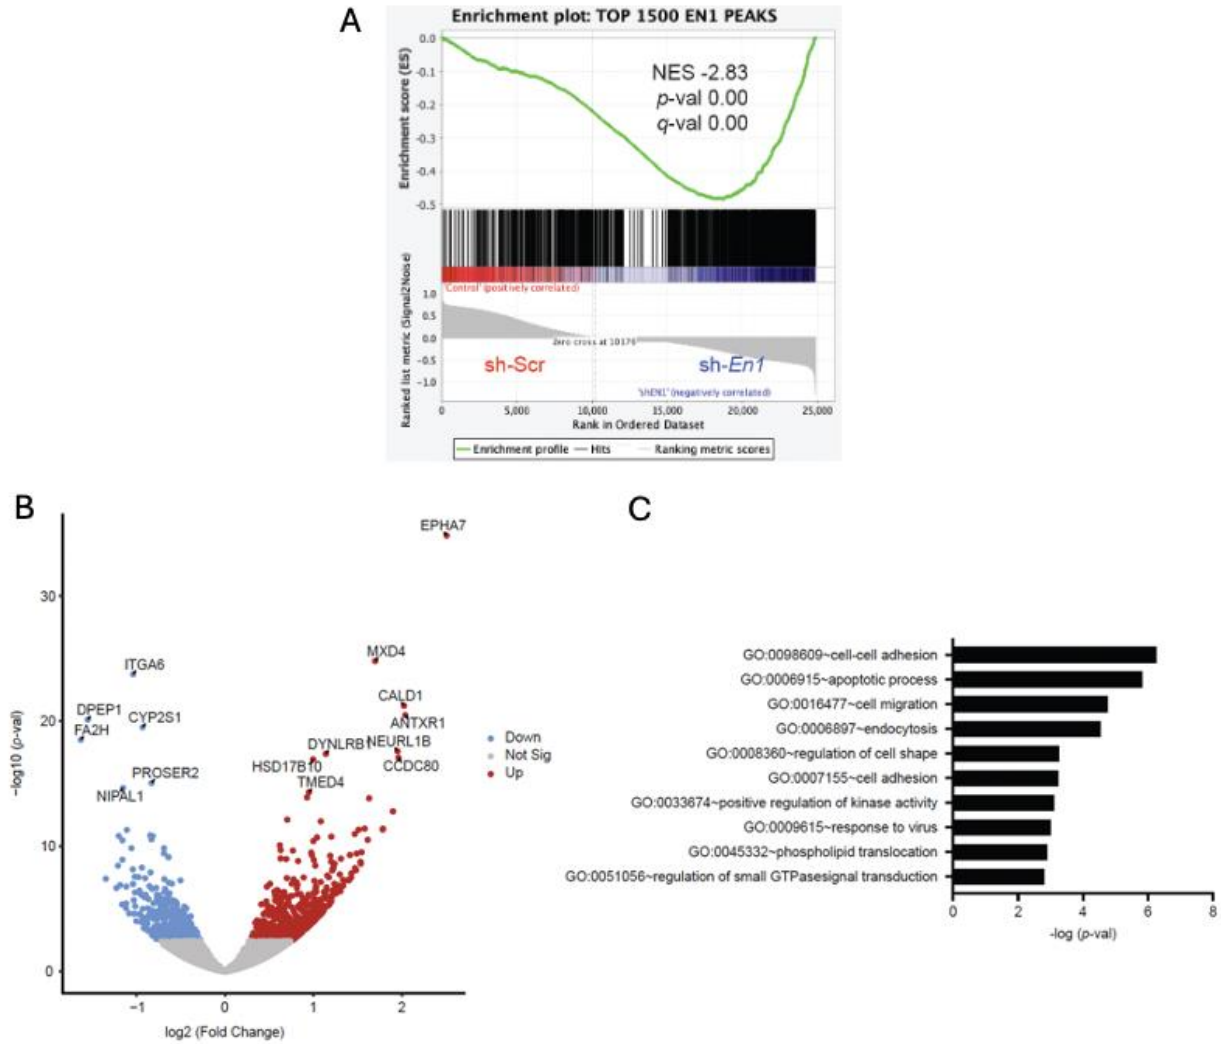 A
Enrichment plot: TOP 1500 EN1 PEAKS
Enrichment score (ES)
0.0
-0.1
-0.2
-0.3
-0.4
-0.5
NES -2.83
p-val 0.00
q-val 0.00
Ranked list metric (Signal2Noise)
1.0
0.5
0.0
-0.5
-1.0
'Control' (positively correlated)
Zero cross at 10176
sh-Scr
sh-En1
'shEN1' (negatively correlated)
0 5,000 10,000 15,000 20,000 25,000
Rank in Ordered Dataset
Enrichment profile Hits Ranking metric scores
B
−log10 (p-val)
30
20
10
0
EPHA7
MXD4
ITGA6
CALD1
DPEP1
CYP2S1
ANTXR1
FA2H
DYNLRB1
NEURL1B
HSD17B10
CCDC80
PROSER2
TMED4
NIPAL1
Down
Not Sig
Up
−1 0 1 2
log2 (Fold Change)
C
GO:0098609~cell-cell adhesion
GO:0006915~apoptotic process
GO:0016477~cell migration
GO:0006897~endocytosis
GO:0008360~regulation of cell shape
GO:0007155~cell adhesion
GO:0033674~positive regulation of kinase activity
GO:0009615~response to virus
GO:0045332~phospholipid translocation
GO:0051056~regulation of small GTPasesignal transduction
0 2 4 6 8
-log (p-val)